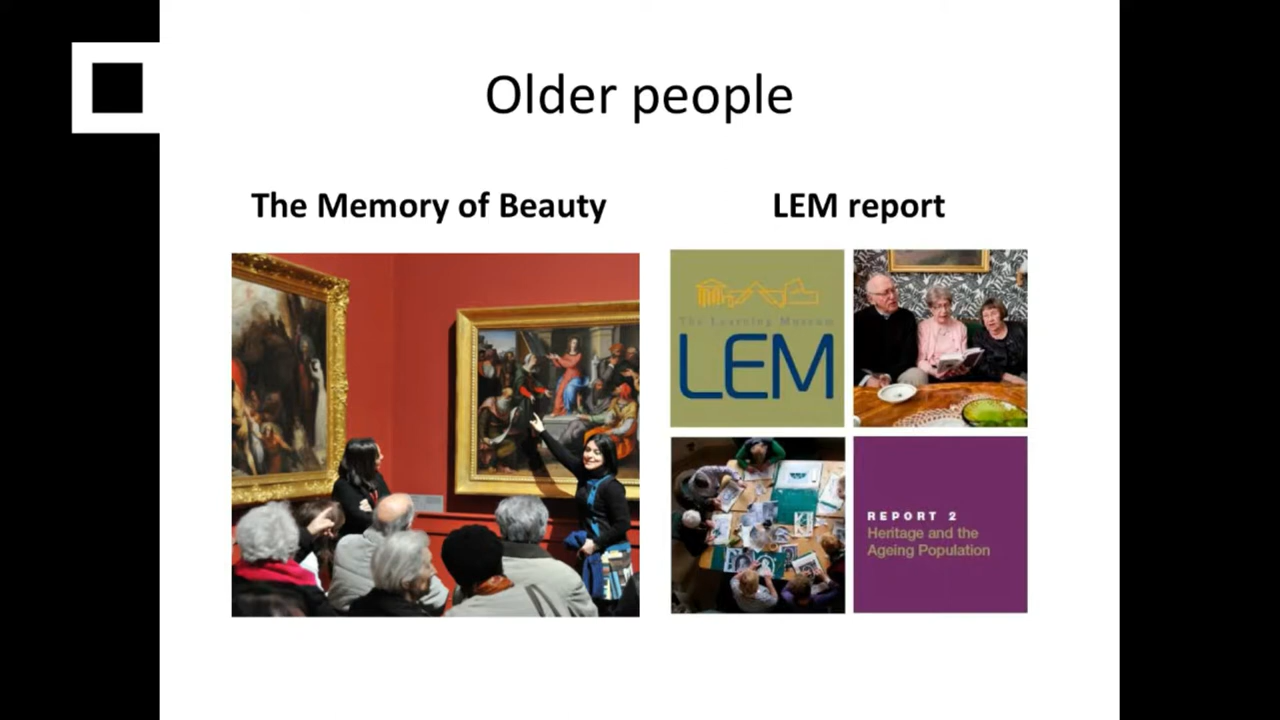 Older people
The Memory of Beauty
LEM report
The Learning Museum
LEM
REPORT 2
Heritage and the
Ageing Population